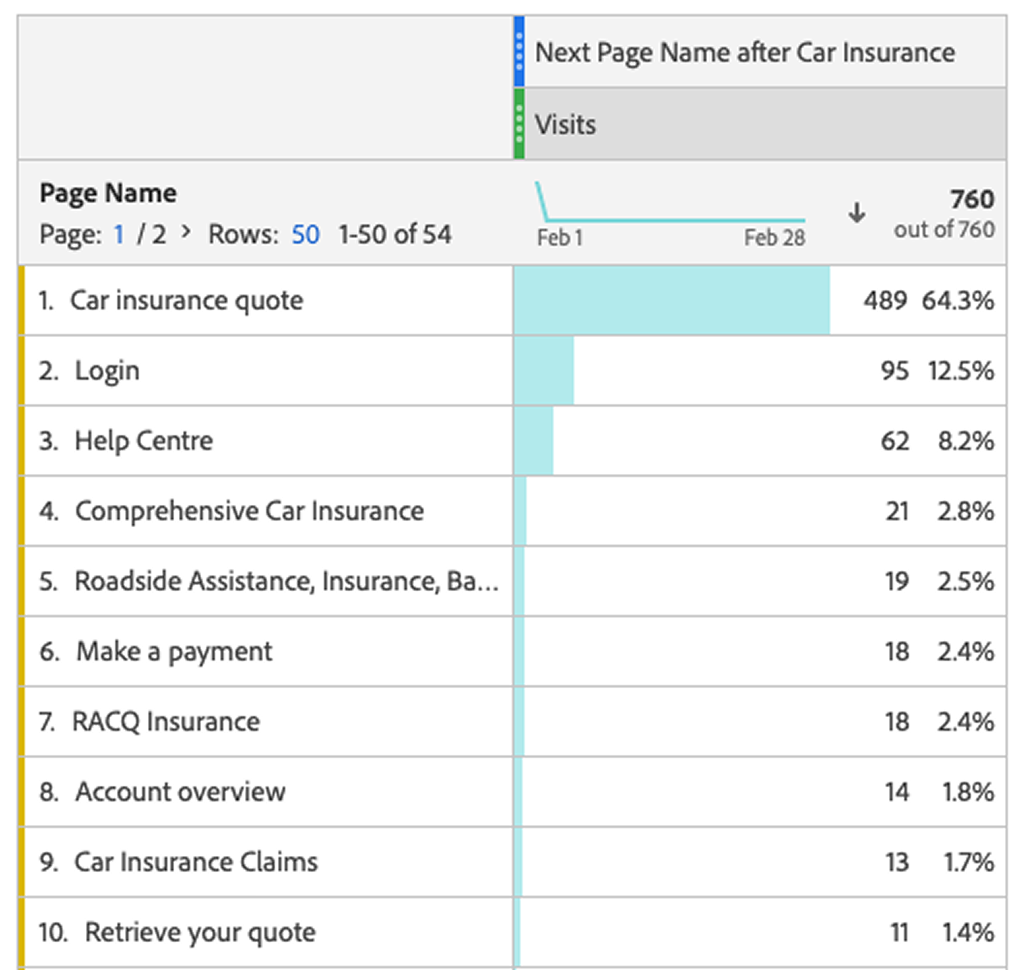 Next Page Name after Car Insurance
Visits
Page Name
Page: 1 / 2 > Rows: 50 1-50 of 54
Feb 1 Feb 28
760
out of 760
1. Car insurance quote 489 64.3%
2. Login 95 12.5%
3. Help Centre 62 8.2%
4. Comprehensive Car Insurance 21 2.8%
5. Roadside Assistance, Insurance, Ba... 19 2.5%
6. Make a payment 18 2.4%
7. RACQ Insurance 18 2.4%
8. Account overview 14 1.8%
9. Car Insurance Claims 13 1.7%
10. Retrieve your quote 11 1.4%